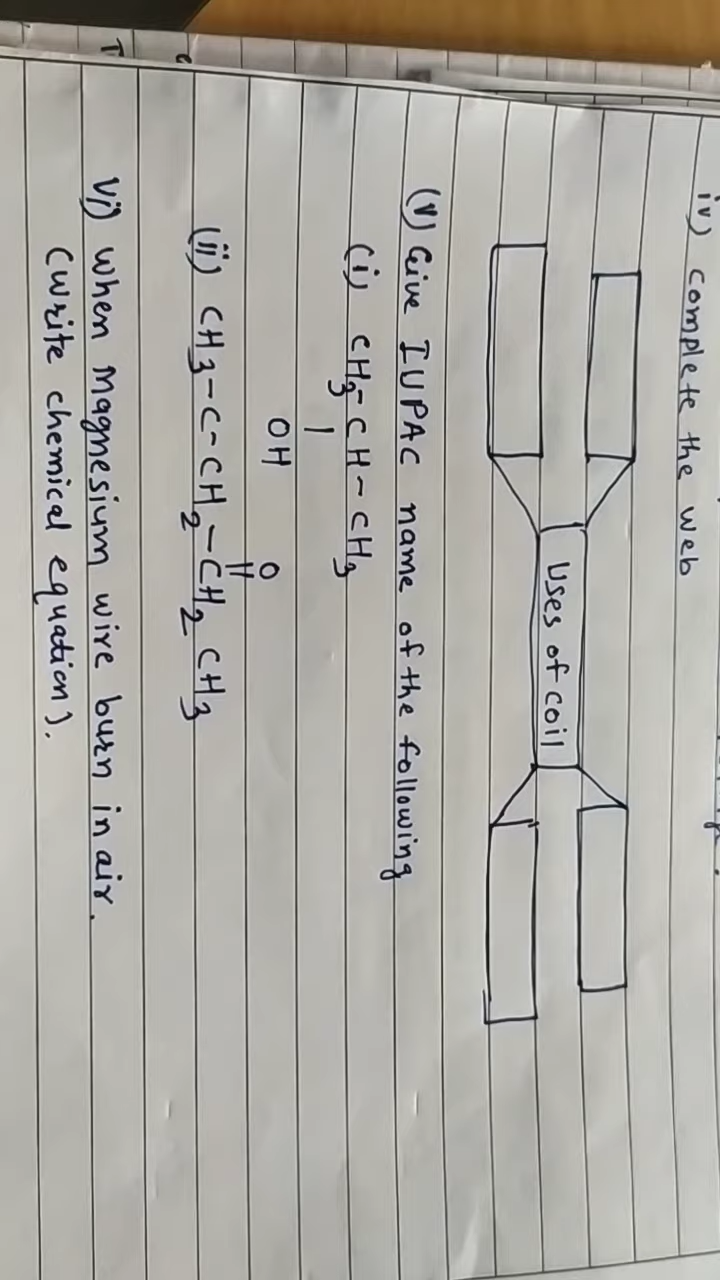 iv) complete the web
Uses of coil
(v) Give IUPAC name of the following
(i) CH3-CH-CH3
|
OH
O
||
(ii) CH3-C-CH2-CH2 CH3
vi) When Magnesium wire burn in air.
(write chemical equation).